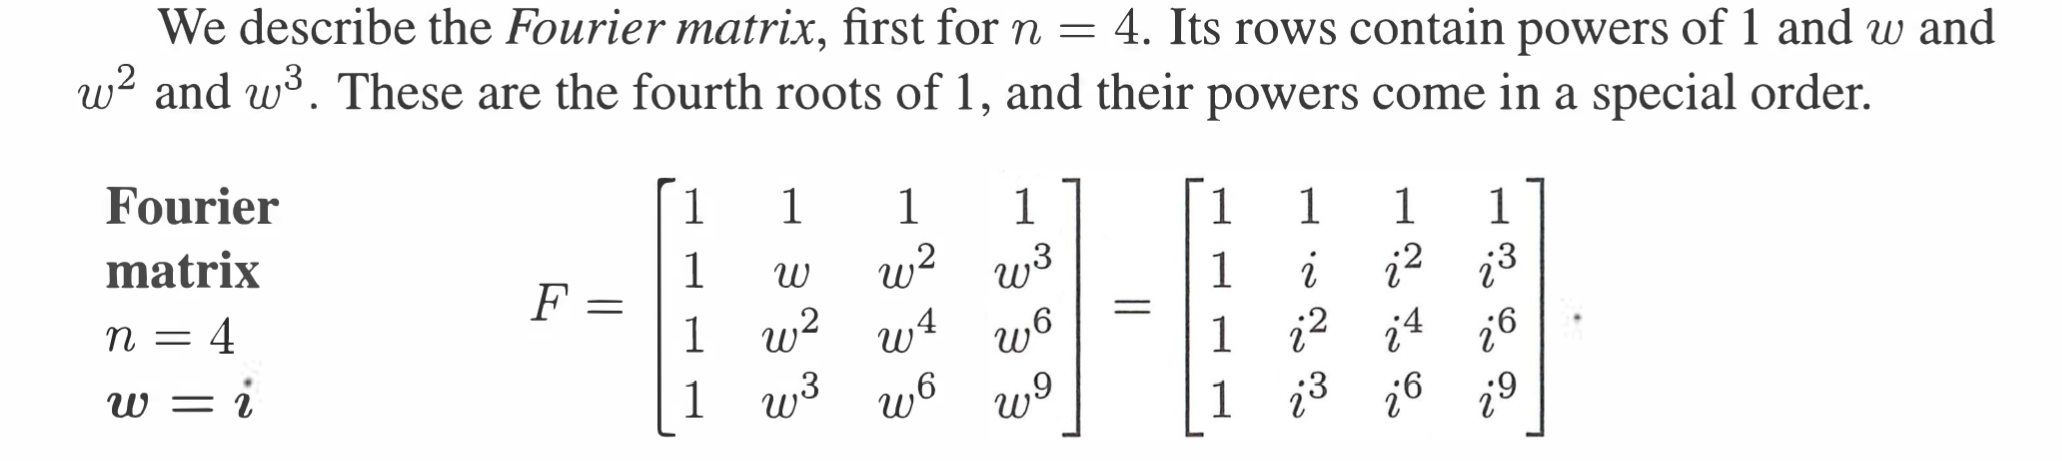 We describe the Fourier matrix, first for n = 4. Its rows contain powers of 1 and w and
w² and w³. These are the fourth roots of 1, and their powers come in a special order.
Fourier
matrix
n = 4
w = i
F = [1 1 1 1; 1 w w² w³; 1 w² w⁴ w⁶; 1 w³ w⁶ w⁹] = [1 1 1 1; 1 i i² i³; 1 i² i⁴ i⁶; 1 i³ i⁶ i⁹].